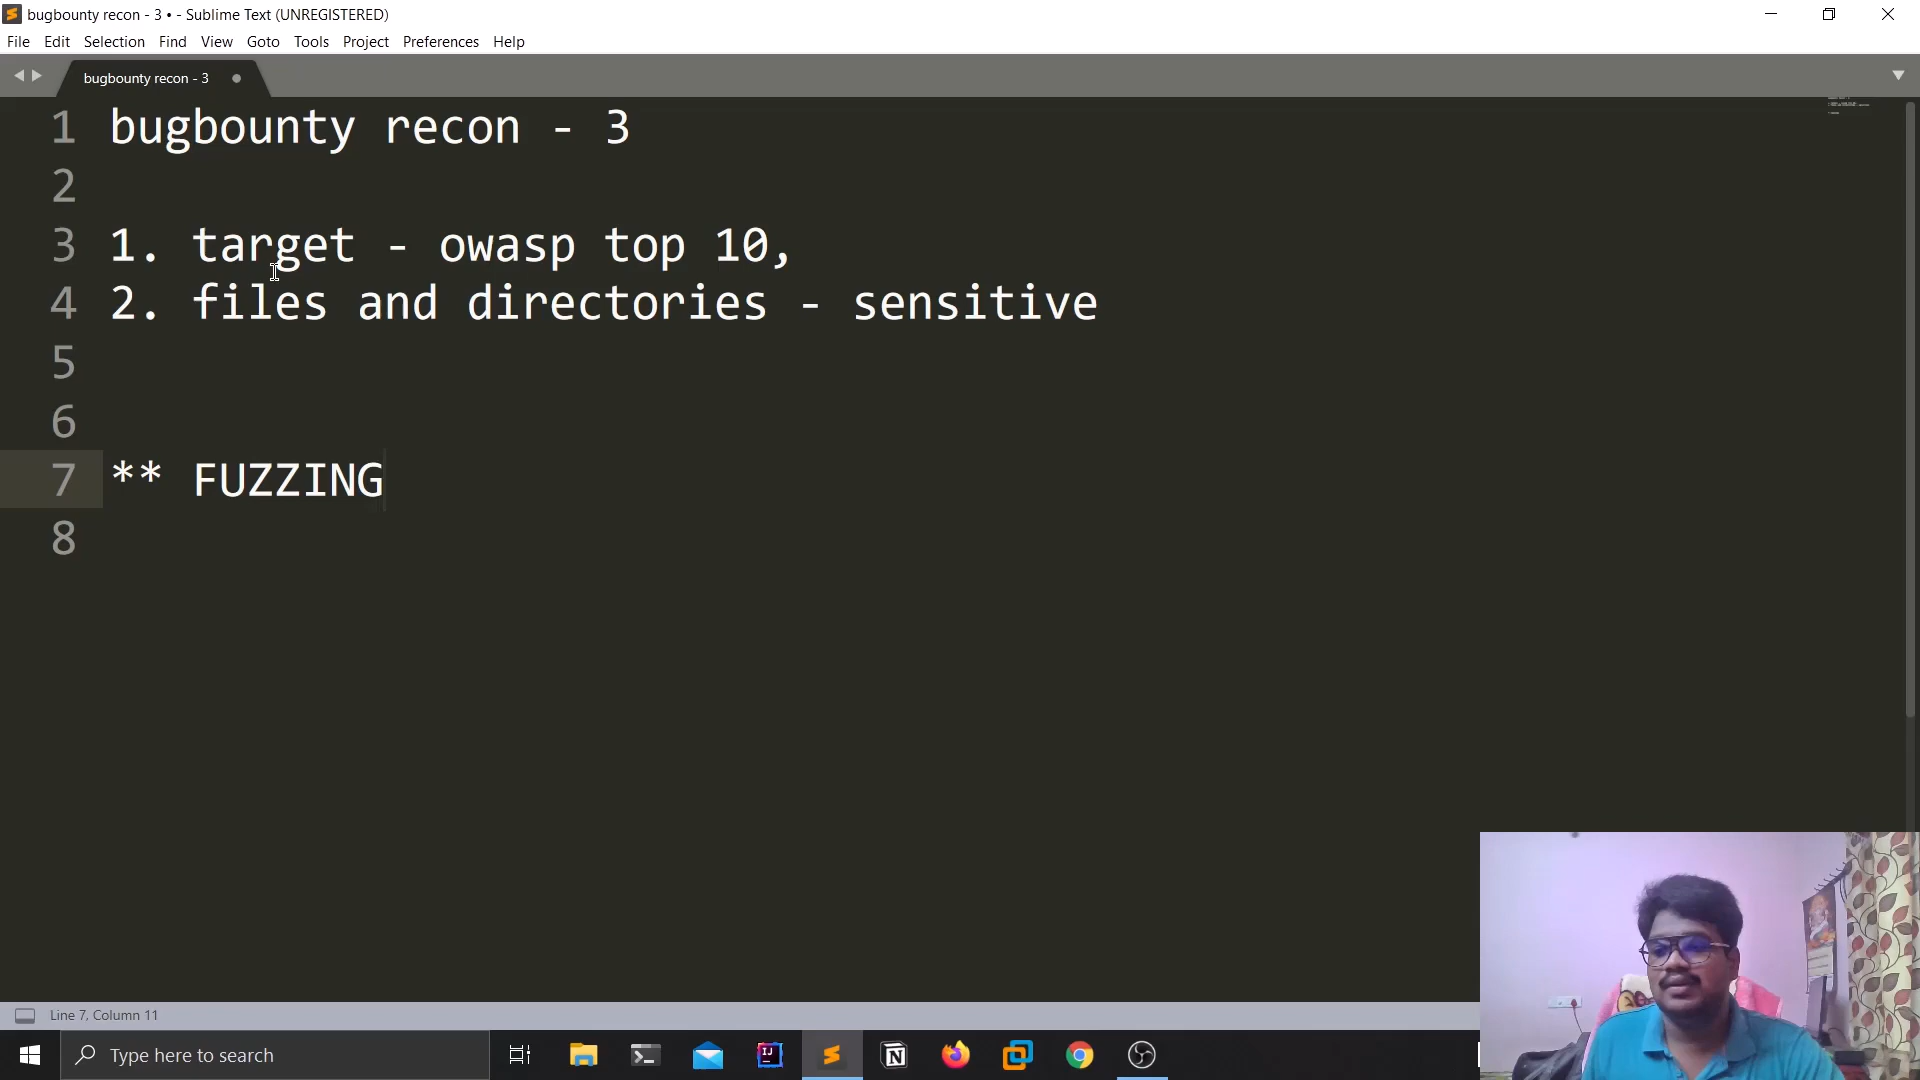 bugbounty recon - 3 • - Sublime Text (UNREGISTERED)
File Edit Selection Find View Goto Tools Project Preferences Help
bugbounty recon - 3
1 bugbounty recon - 3
2
3 1. target - owasp top 10,
4 2. files and directories - sensitive
5
6
7 ** FUZZING
8
Line 7, Column 11
Type here to search